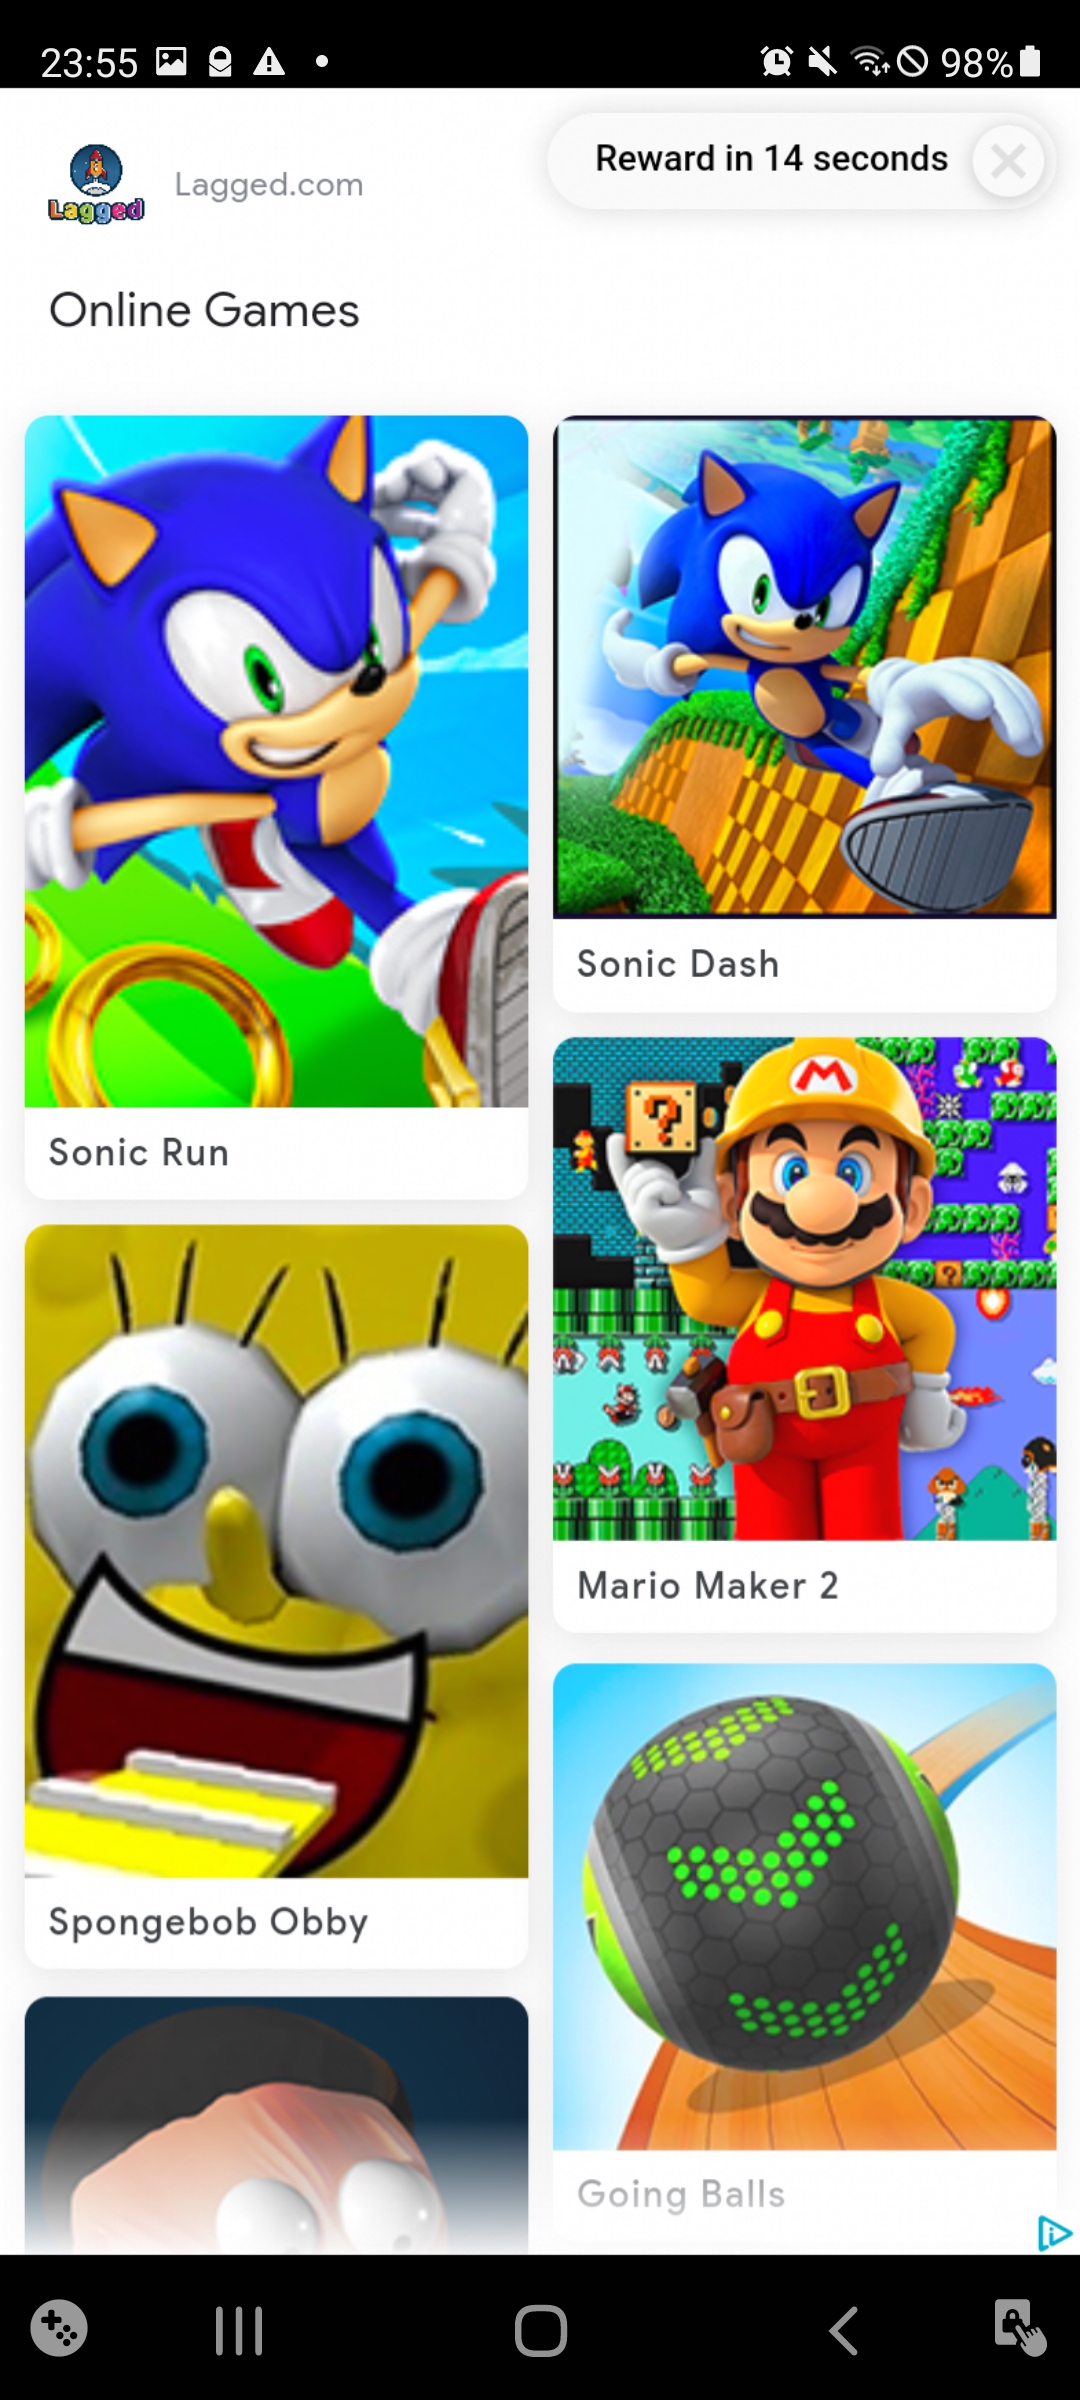 23:55
98%
Reward in 14 seconds
Lagged
Lagged.com
Online Games
Sonic Run
Sonic Dash
M
?
Mario Maker 2
Spongebob Obby
Going Balls